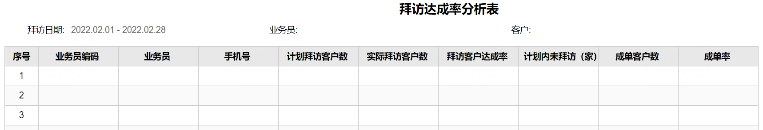 拜访达成率分析表
拜访日期: 2022.02.01 - 2022.02.28 业务员: 客户:
序号 业务员编码 业务员 手机号 计划拜访客户数 实际拜访客户数 拜访客户达成率 计划内未拜访（家） 成单客户数 成单率
1
2
3